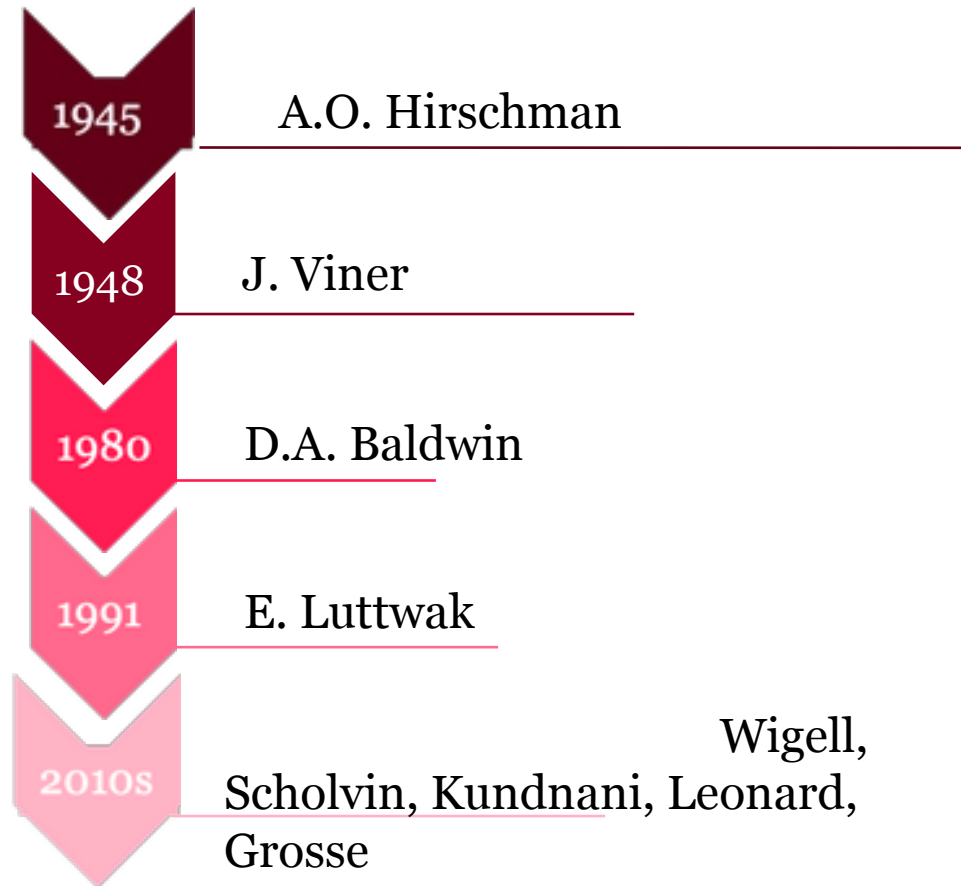 1945
A.O. Hirschman
1948
J. Viner
1980
D.A. Baldwin
1991
E. Luttwak
2010s
Wigell,
Scholvin, Kundnani, Leonard,
Grosse